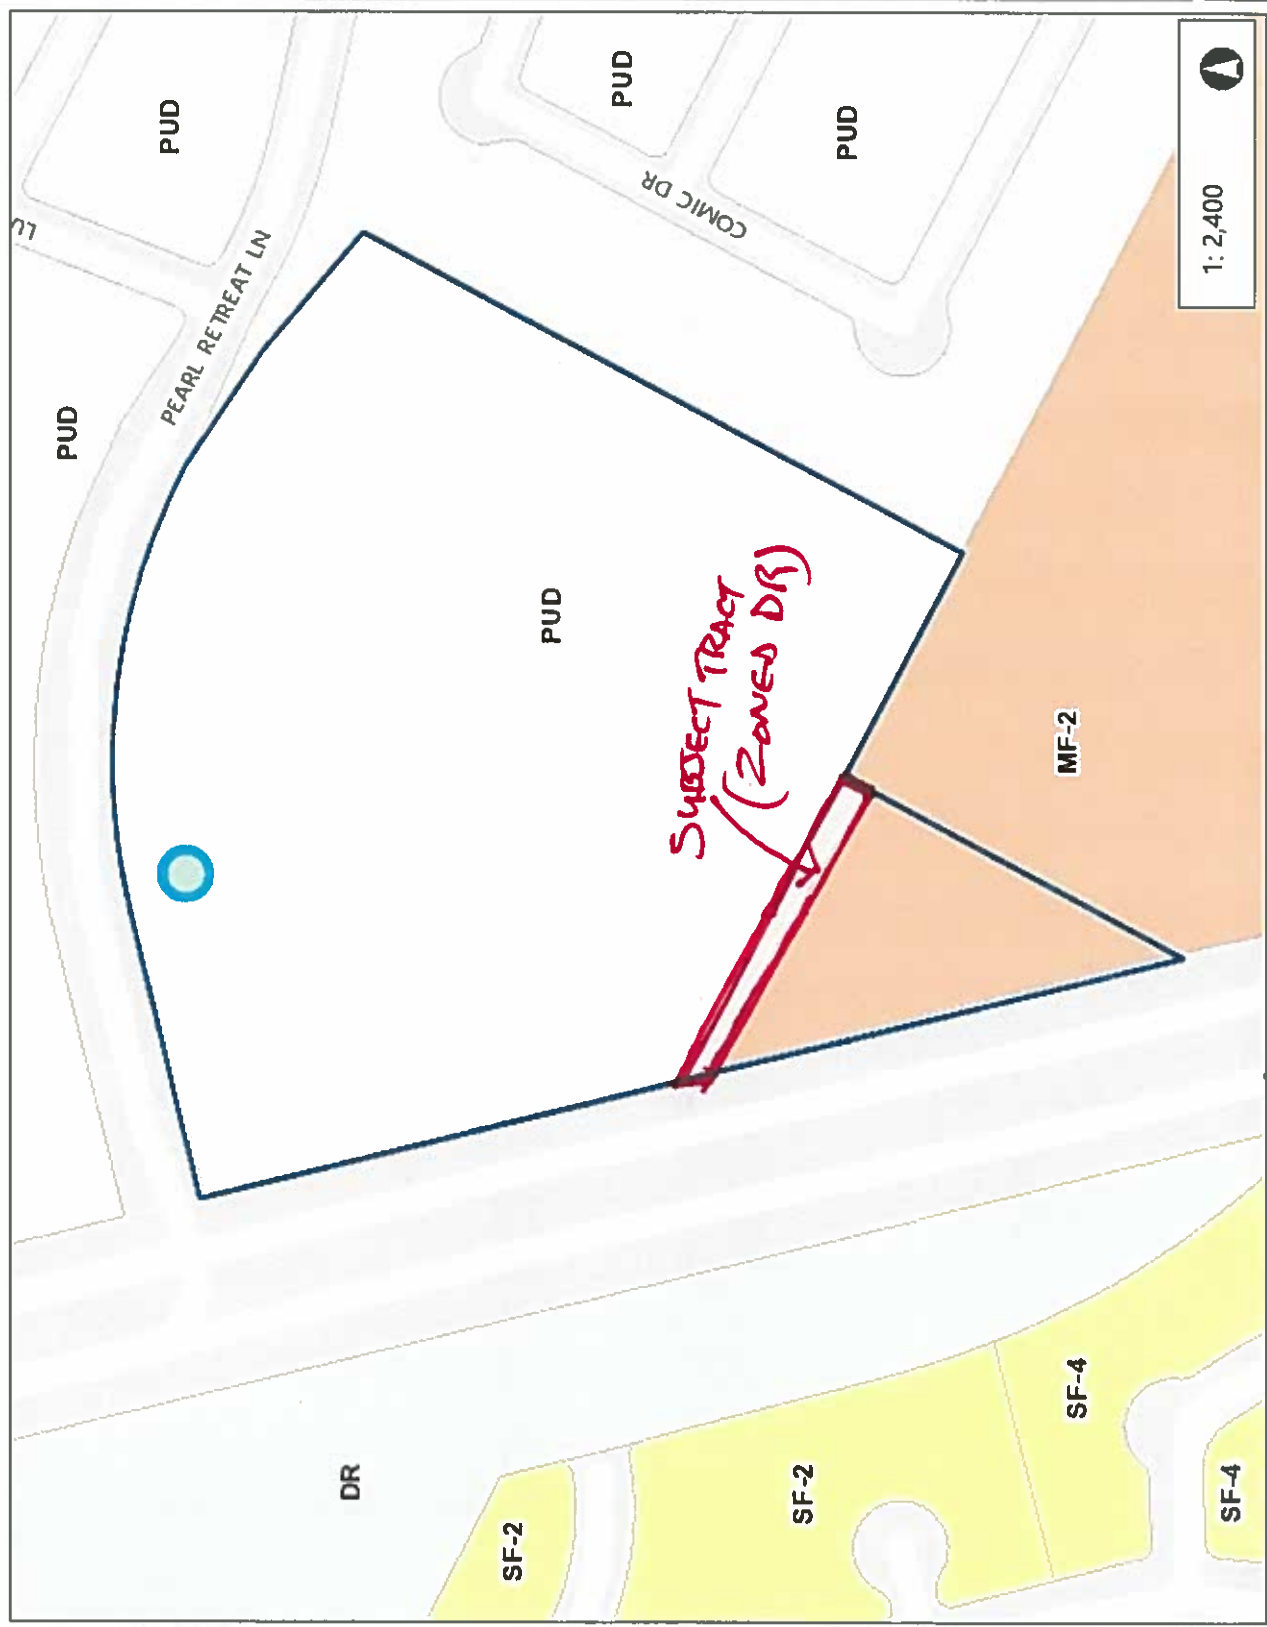 LU
PUD
PUD
PEARL RETREAT LN
DR
SF-2
PUD
PUD
COMIC DR
SUBJECT TRACT
(ZONED DR)
SF-2
PUD
SF-4
MF-2
SF-4
1: 2,400